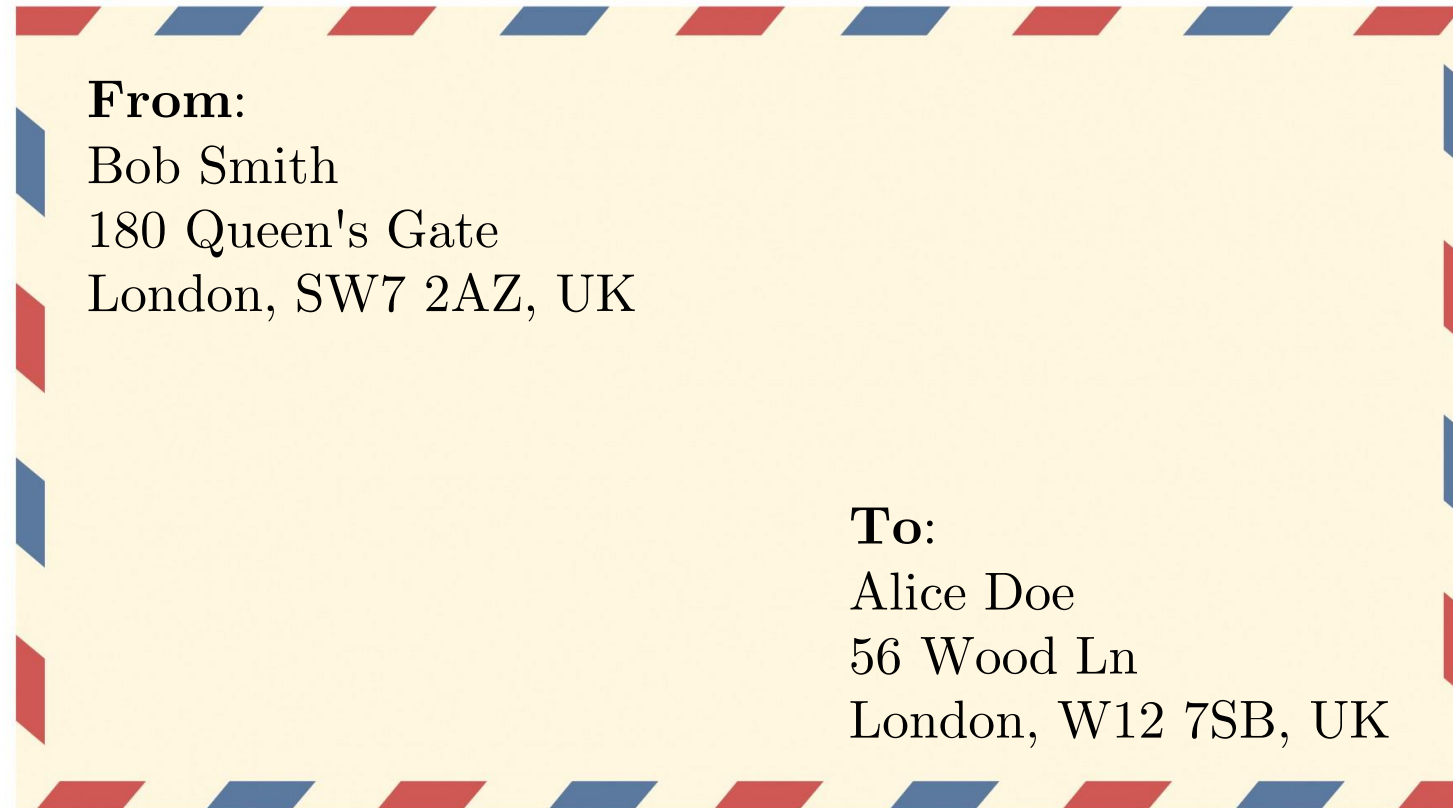 From:
Bob Smith
180 Queen's Gate
London, SW7 2AZ, UK
To:
Alice Doe
56 Wood Ln
London, W12 7SB, UK